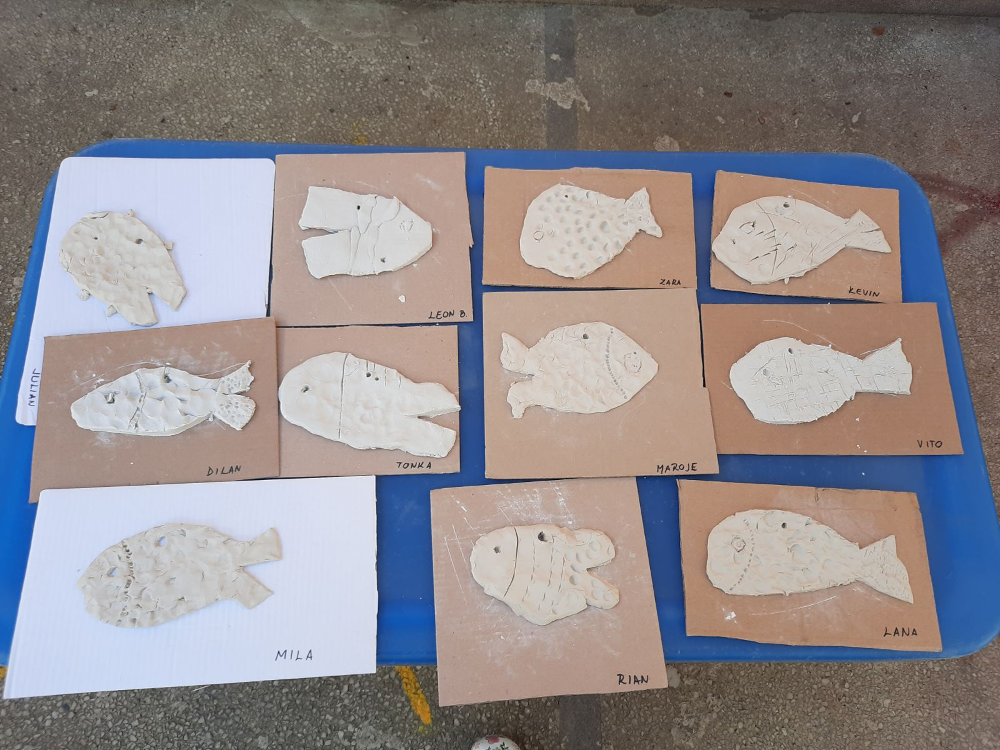 LEON B.
ZARA
KEVIN
JULIAN
DILAN
TONKA
MAROJE
VITO
MILA
RIAN
LANA